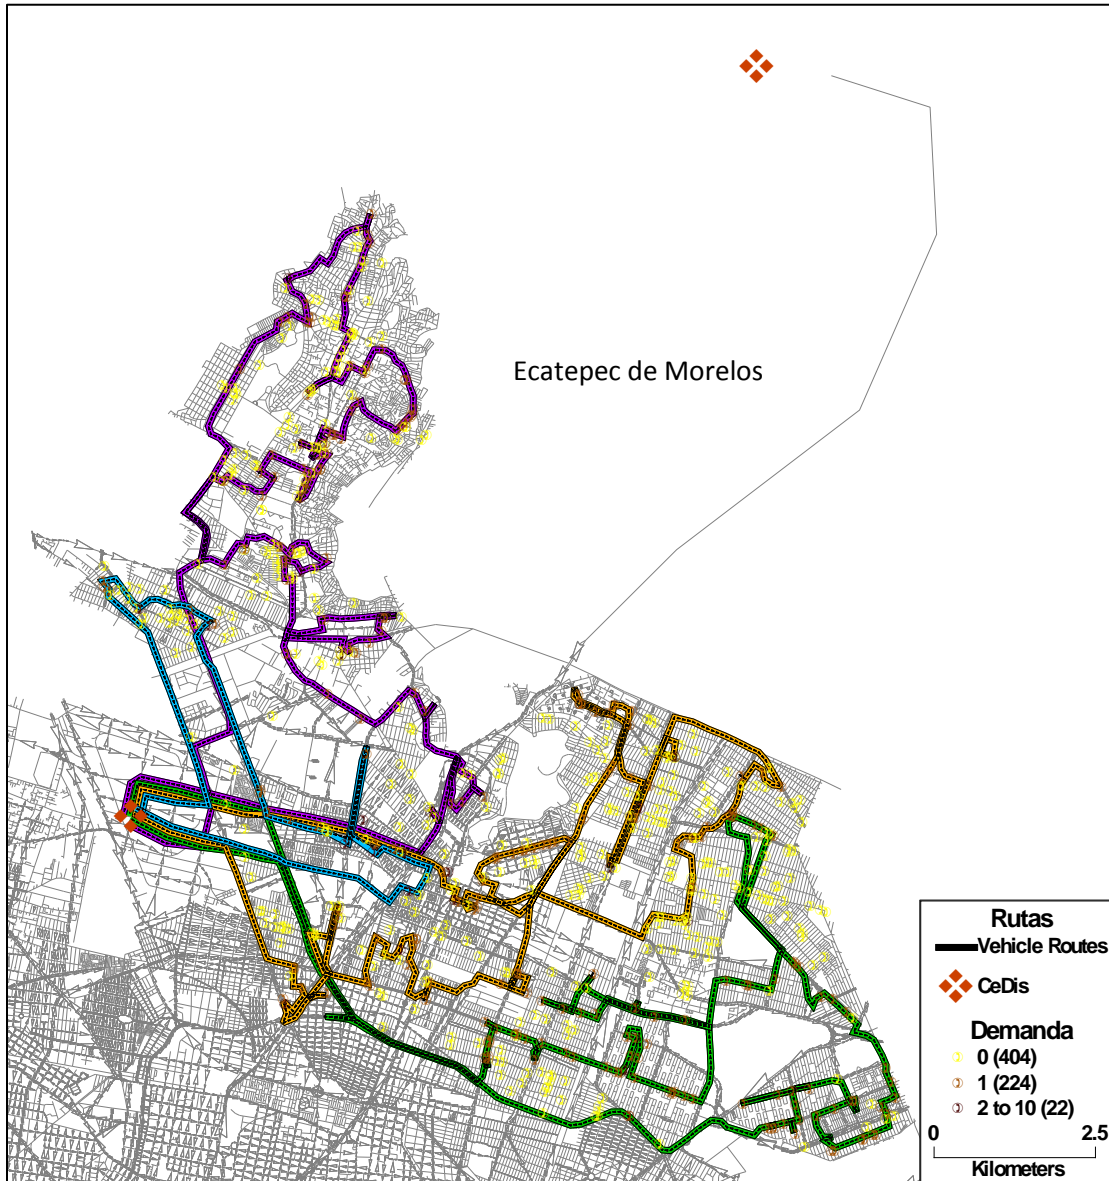 Ecatepec de Morelos
Rutas
Vehicle Routes
CeDis
Demanda
0 (404)
1 (224)
2 to 10 (22)
0 2.5
Kilometers